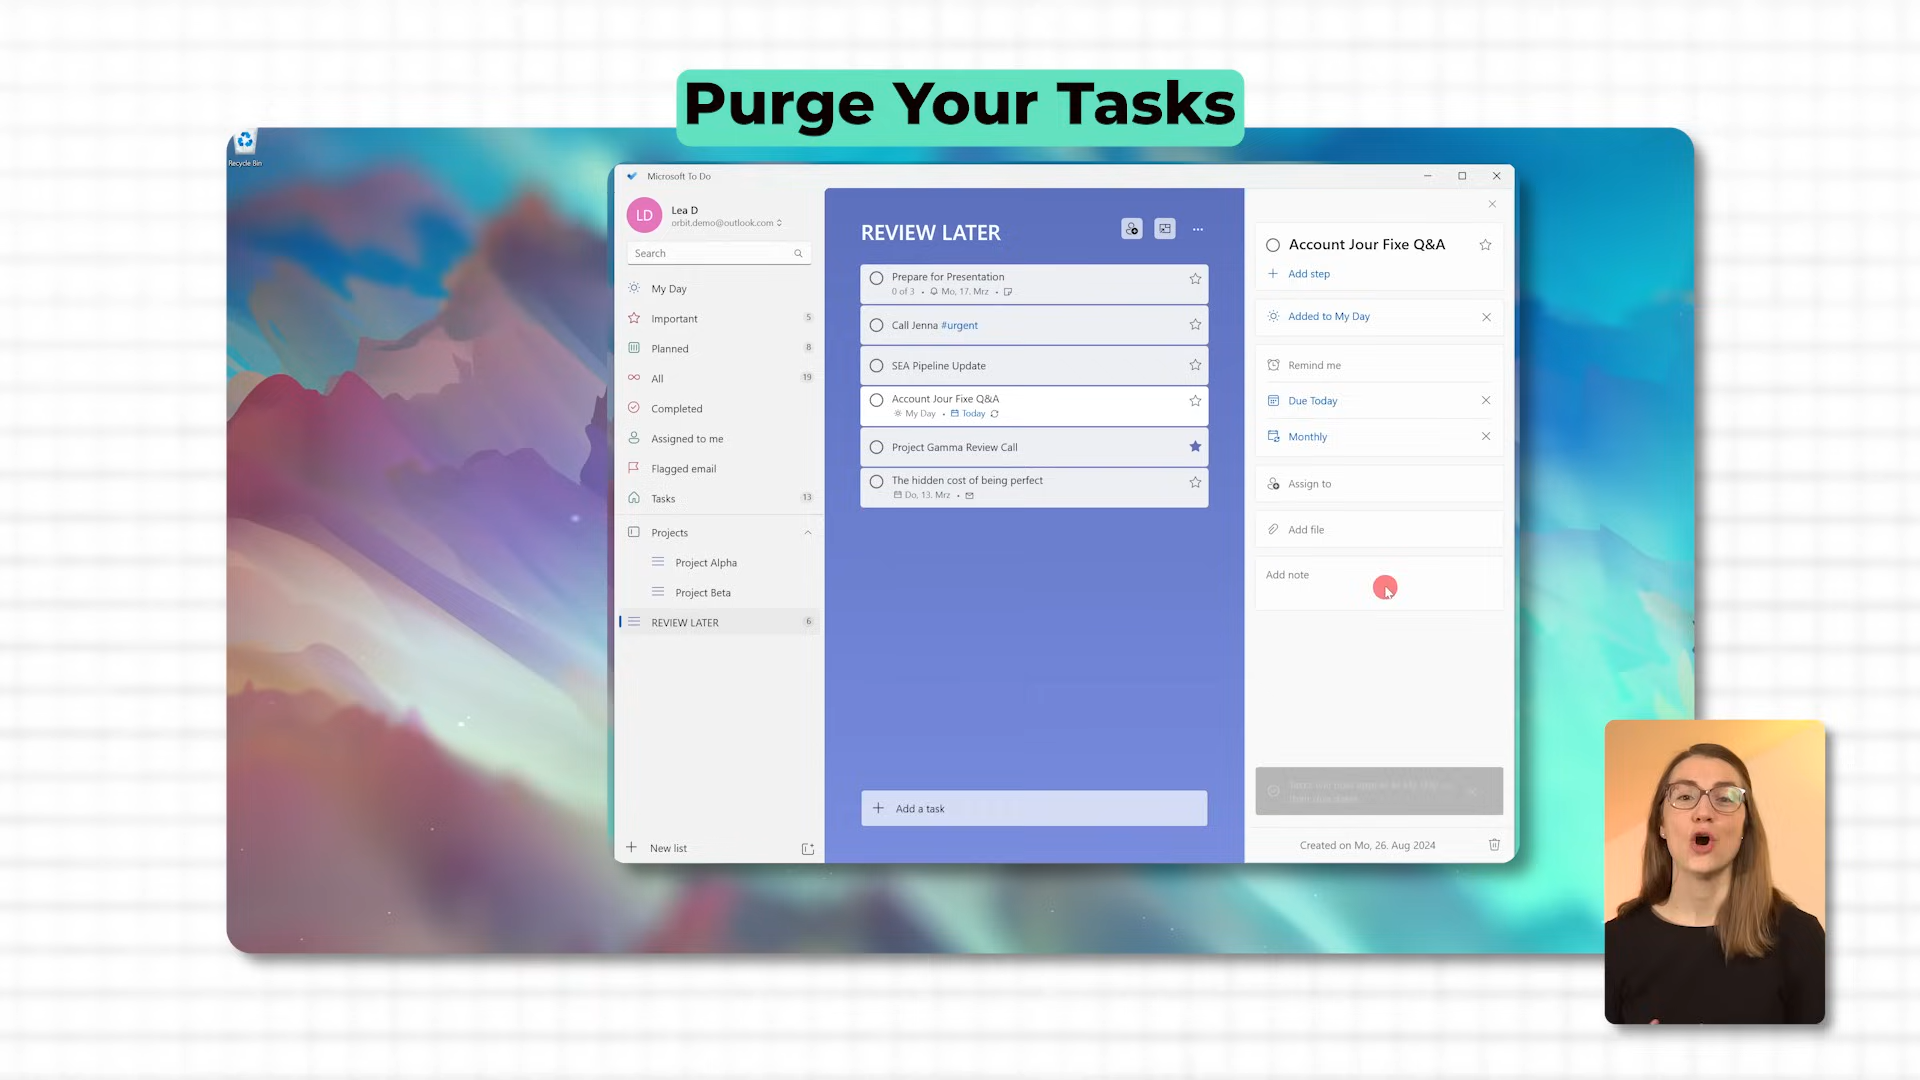 Purge Your Tasks
Recycle Bin
Microsoft To Do
LD
Lea D
orbit.demo@outlook.com
Search
My Day
Important 5
Planned 8
All 19
Completed
Assigned to me
Flagged email
Tasks 13
Projects
Project Alpha
Project Beta
REVIEW LATER 6
New list
REVIEW LATER
Prepare for Presentation
0 of 3 • Mo, 17. Mrz •
Call Jenna #urgent
SEA Pipeline Update
Account Jour Fixe Q&A
My Day • Today
Project Gamma Review Call
The hidden cost of being perfect
Do, 13. Mrz •
Add a task
Account Jour Fixe Q&A
Add step
Added to My Day
Remind me
Due Today
Monthly
Assign to
Add file
Add note
Created on Mo, 26. Aug 2024